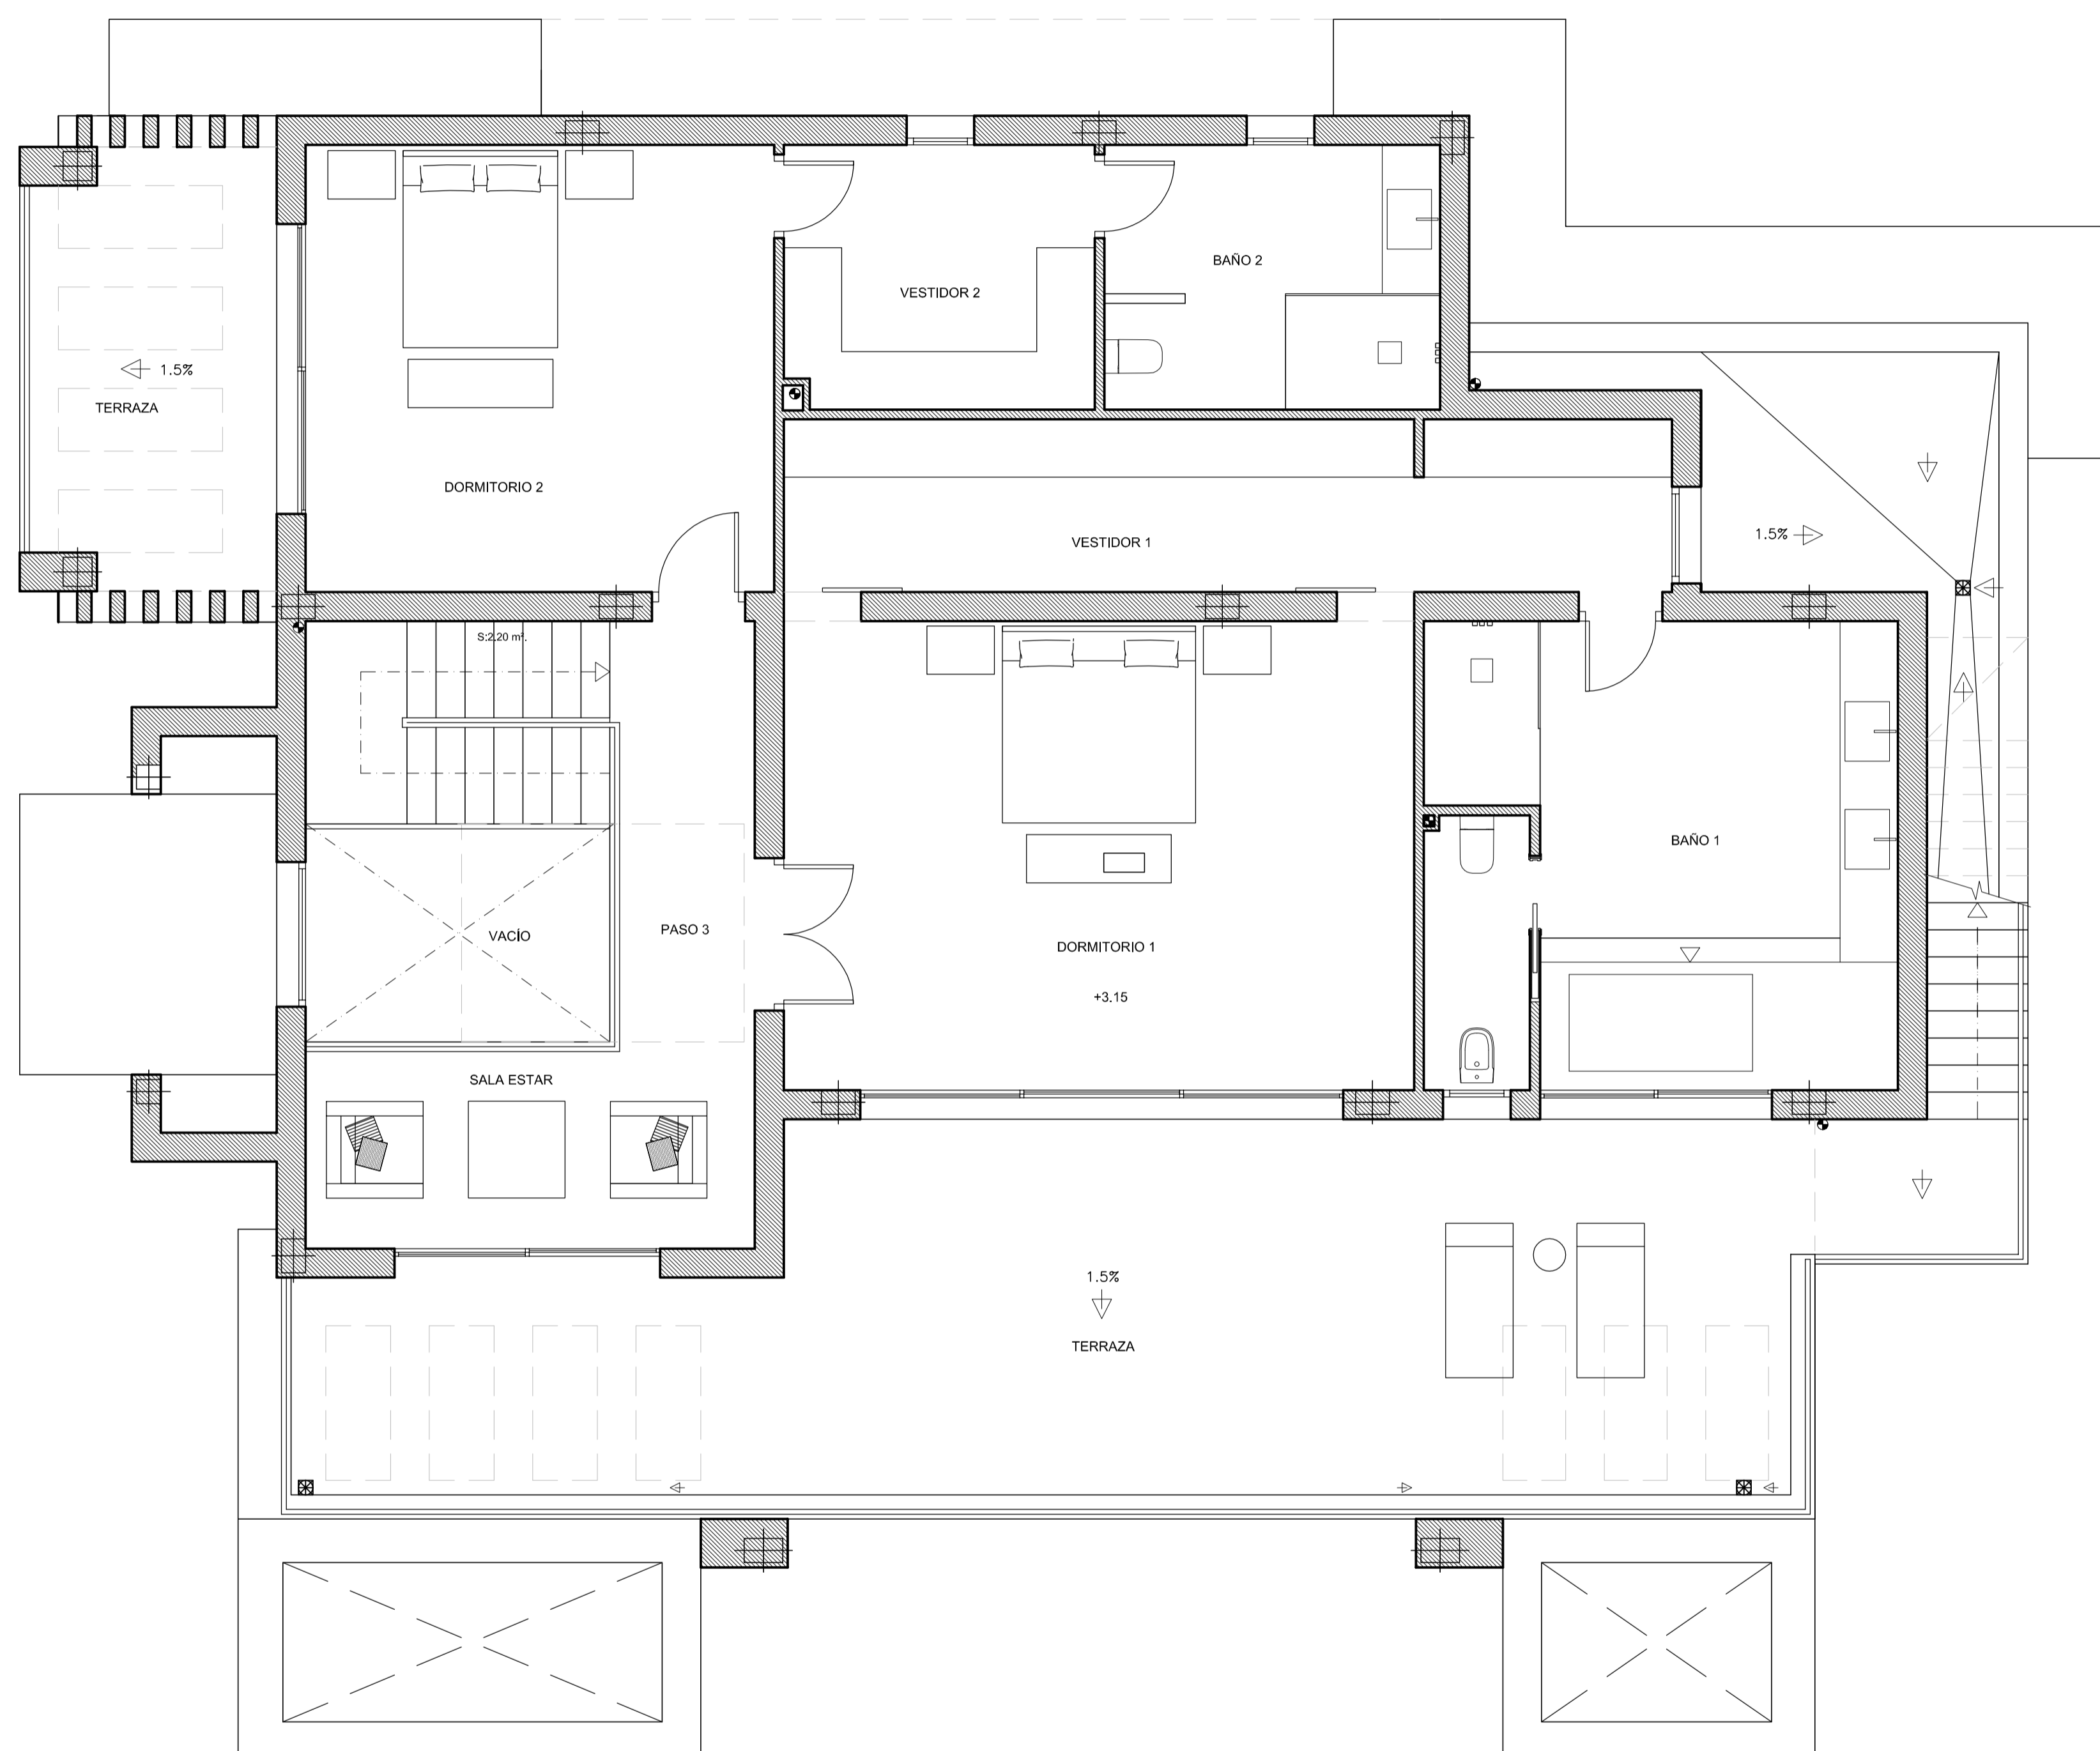 BAÑO 2
VESTIDOR 2
1.5%
TERRAZA
DORMITORIO 2
VESTIDOR 1
1.5%
S:2,20 m².
BAÑO 1
VACÍO
PASO 3
DORMITORIO 1
+3.15
SALA ESTAR
1.5%
TERRAZA